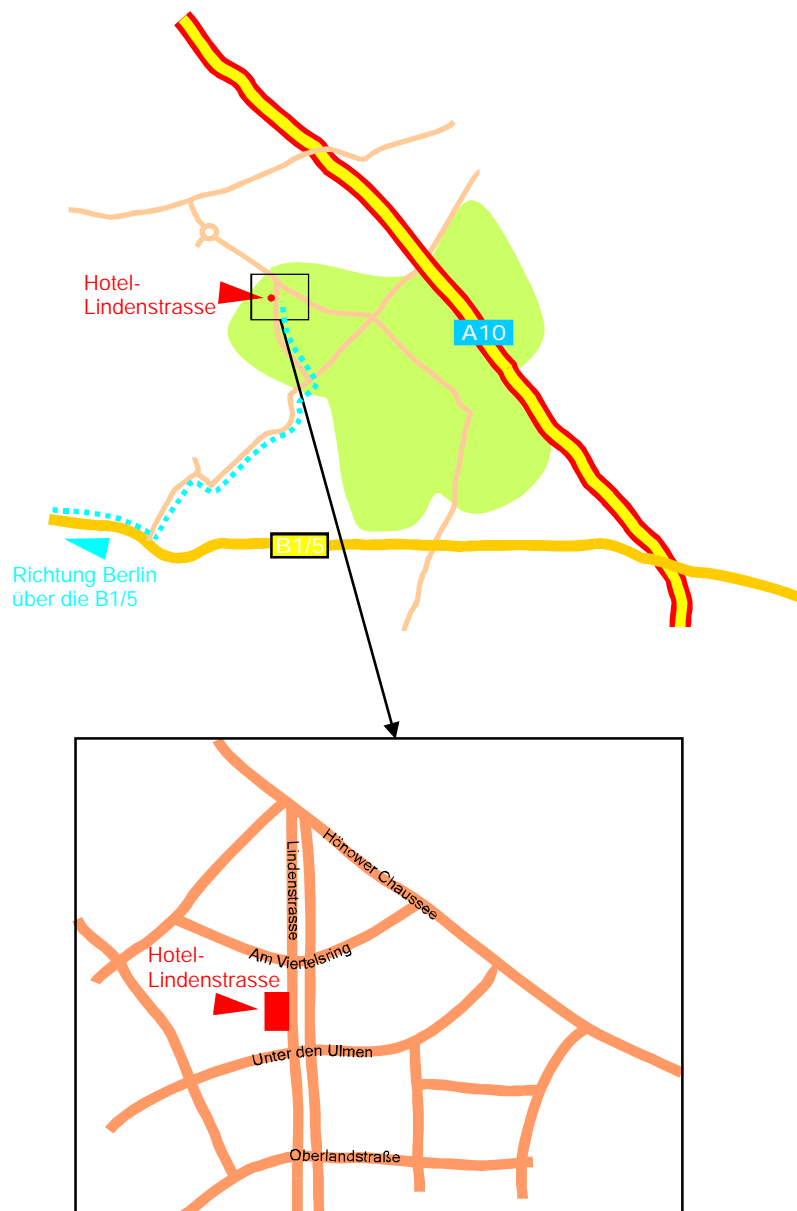 Hotel-
Lindenstrasse
A10
B1/5
Richtung Berlin
über die B1/5
Hönower Chaussee
Lindenstrasse
Am Viertelsring
Hotel-
Lindenstrasse
Unter den Ulmen
Oberlandstraße